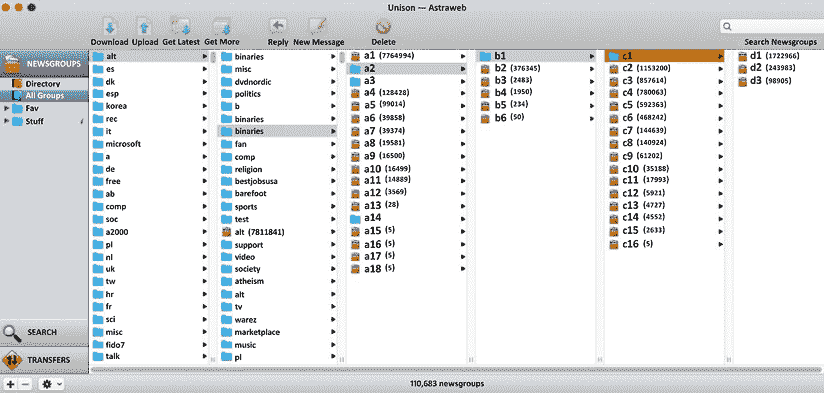 Unison — Astraweb
Download Upload Get Latest Get More Reply New Message Delete Search Newsgroups
NEWSGROUPS
Directory
All Groups
Fav
Stuff
SEARCH
TRANSFERS
alt
es
dk
esp
korea
rec
it
microsoft
a
de
free
ab
comp
soc
a2000
pl
nl
uk
tw
hr
fr
sci
misc
fido7
talk
binaries
misc
dvdnordic
politics
b
binaries
binaries
fan
comp
religion
bestjobsusa
barefoot
sports
test
alt (7811841)
support
video
society
atheism
alt
tv
warez
marketplace
music
pl
a1 (7764994)
a2
a3
a4 (128428)
a5 (99014)
a6 (39858)
a7 (39374)
a8 (19581)
a9 (16500)
a10 (16499)
a11 (14889)
a12 (3569)
a13 (28)
a14
a15 (5)
a16 (5)
a17 (5)
a18 (5)
b1
b2 (376345)
b3 (2483)
b4 (1950)
b5 (234)
b6 (50)
c1
c2 (1153200)
c3 (857614)
c4 (780063)
c5 (592363)
c6 (468242)
c7 (144639)
c8 (140924)
c9 (61202)
c10 (35188)
c11 (17993)
c12 (5921)
c13 (4727)
c14 (4552)
c15 (2633)
c16 (5)
d1 (1722966)
d2 (243983)
d3 (98905)
110,683 newsgroups